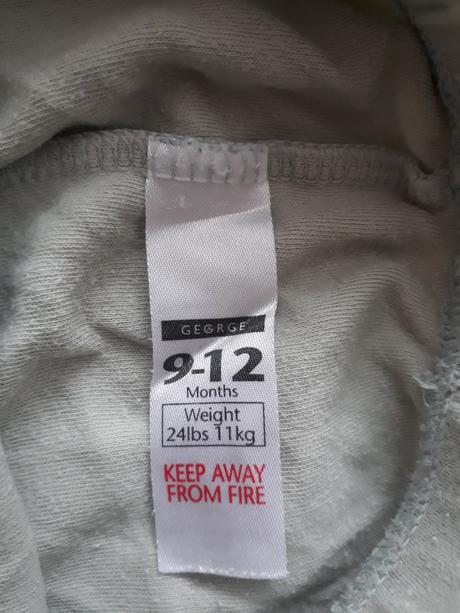 GEORGE
9-12
Months
Weight
24lbs 11kg
KEEP AWAY
FROM FIRE